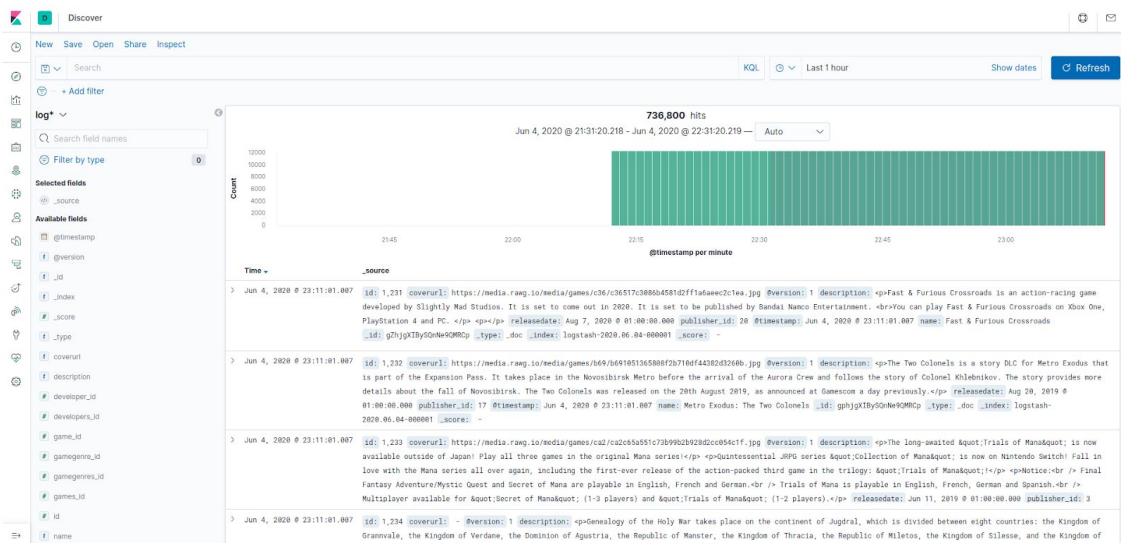 D Discover
New Save Open Share Inspect
Search KQL Last 1 hour Show dates Refresh
+ Add filter
log*
Search field names
Filter by type 0
Selected fields
_source
Available fields
@timestamp
t @version
t _id
t _index
# _score
t _type
t coverurl
t description
# developer_id
# developers_id
# game_id
# gamegenre_id
# gamegenres_id
# games_id
# id
t name
736,800 hits
Jun 4, 2020 @ 21:31:20.218 - Jun 4, 2020 @ 22:31:20.219 — Auto
Count
12000
10000
8000
6000
4000
2000
0
21:45 22:00 22:15 22:30 22:45 23:00
@timestamp per minute
Time _source
Jun 4, 2020 @ 23:11:01.007 id: 1,231 coverurl: https://media.rawg.io/media/games/c36/c36517c3086b4581d2ff1a6aeec2c1ea.jpg @version: 1 description: <p>Fast & Furious Crossroads is an action-racing game
developed by Slightly Mad Studios. It is set to come out in 2020. It is set to be published by Bandai Namco Entertainment. <br>You can play Fast & Furious Crossroads on Xbox One,
PlayStation 4 and PC. </p> <p></p> releasedate: Aug 7, 2020 @ 01:00:00.000 publisher_id: 20 @timestamp: Jun 4, 2020 @ 23:11:01.007 name: Fast & Furious Crossroads
_id: gZhjgXIBySQnNe9QMRCp _type: _doc _index: logstash-2020.06.04-000001 _score: -
Jun 4, 2020 @ 23:11:01.007 id: 1,232 coverurl: https://media.rawg.io/media/games/b69/b691051365808f2b710df44382d3260b.jpg @version: 1 description: <p>The Two Colonels is a story DLC for Metro Exodus that
is part of the Expansion Pass. It takes place in the Novosibirsk Metro before the arrival of the Aurora Crew and follows the story of Colonel Khlebnikov. The story provides more
details about the fall of Novosibirsk. The Two Colonels was released on the 20th August 2019, as announced at Gamescom a day previously.</p> releasedate: Aug 20, 2019 @
01:00:00.000 publisher_id: 17 @timestamp: Jun 4, 2020 @ 23:11:01.007 name: Metro Exodus: The Two Colonels _id: gphjgXIBySQnNe9QMRCp _type: _doc _index: logstash-
2020.06.04-000001 _score: -
Jun 4, 2020 @ 23:11:01.007 id: 1,233 coverurl: https://media.rawg.io/media/games/ca2/ca2c65a551c73b99b2b928d2cc054c1f.jpg @version: 1 description: <p>The long-awaited &quot;Trials of Mana&quot; is now
available outside of Japan! Play all three games in the original Mana series!</p> <p>Quintessential JRPG series &quot;Collection of Mana&quot; is now on Nintendo Switch! Fall in
love with the Mana series all over again, including the first-ever release of the action-packed third game in the trilogy: &quot;Trials of Mana&quot;!</p> <p>Notice:<br /> Final
Fantasy Adventure/Mystic Quest and Secret of Mana are playable in English, French and German.<br /> Trials of Mana is playable in English, French, German and Spanish.<br />
Multiplayer available for &quot;Secret of Mana&quot; (1-3 players) and &quot;Trials of Mana&quot; (1-2 players).</p> releasedate: Jun 11, 2019 @ 01:00:00.000 publisher_id: 3
Jun 4, 2020 @ 23:11:01.007 id: 1,234 coverurl: - @version: 1 description: <p>Genealogy of the Holy War takes place on the continent of Jugdral, which is divided between eight countries: the Kingdom of
Grannvale, the Kingdom of Verdane, the Dominion of Agustria, the Republic of Manster, the Kingdom of Thracia, the Republic of Miletos, the Kingdom of Silesse, and the Kingdom of